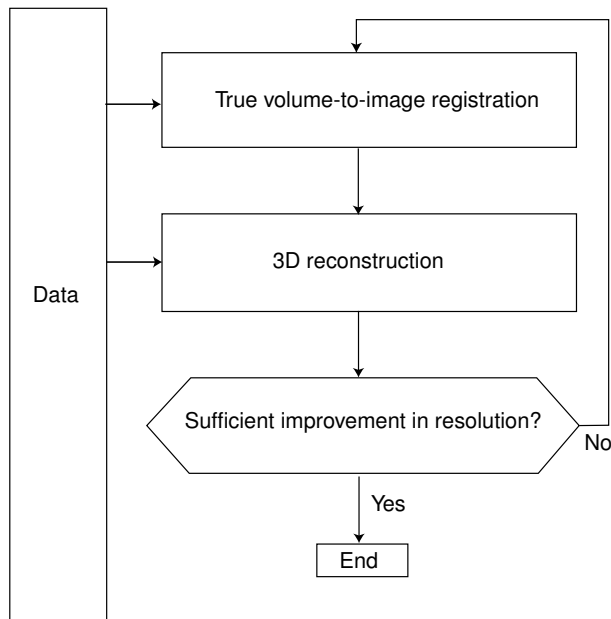 True volume-to-image registration
3D reconstruction
Data
Sufficient improvement in resolution?
No
Yes
End